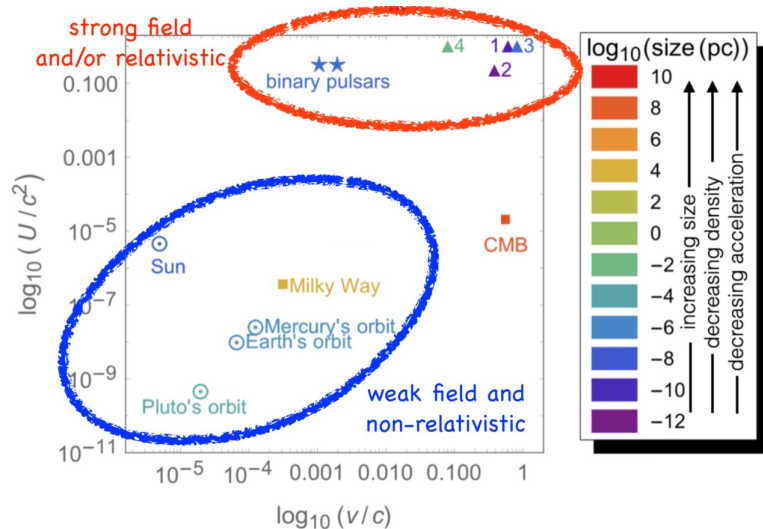 strong field
and/or relativistic
log₁₀(U/c²)
0.100
0.001
10⁻⁵
10⁻⁷
10⁻⁹
10⁻¹¹
binary pulsars
4
1
3
2
CMB
Sun
Milky Way
Mercury's orbit
Earth's orbit
Pluto's orbit
weak field and
non-relativistic
10⁻⁵
10⁻⁴
0.001
0.010
0.100
1
log₁₀(v/c)
log₁₀(size(pc))
10
8
6
4
2
0
−2
−4
−6
−8
−10
−12
increasing size
decreasing density
decreasing acceleration